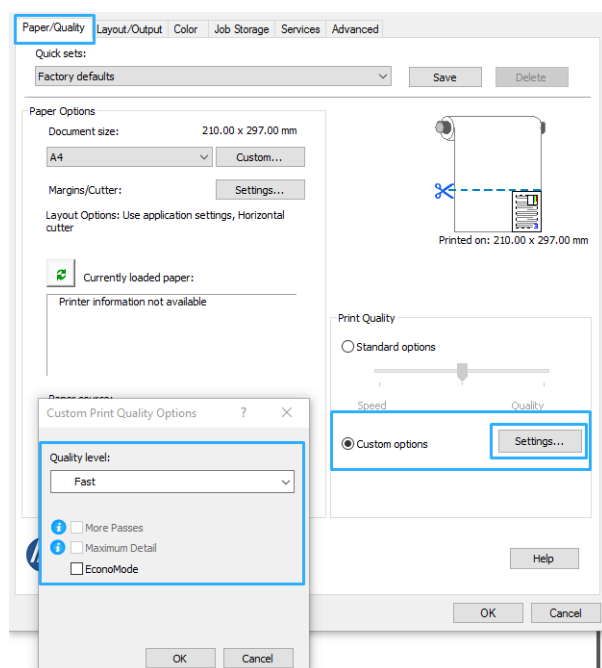 Paper/Quality Layout/Output Color Job Storage Services Advanced
Quick sets:
Factory defaults Save Delete
Paper Options
Document size: 210.00 x 297.00 mm
A4 Custom...
Margins/Cutter: Settings...
Layout Options: Use application settings, Horizontal
cutter
Printed on: 210.00 x 297.00 mm
Currently loaded paper:
Printer information not available
Print Quality
Standard options
Speed Quality
Custom options Settings...
Paper source:
Custom Print Quality Options ? ×
Quality level:
Fast
More Passes
Maximum Detail
EconoMode
OK Cancel
Help
OK Cancel